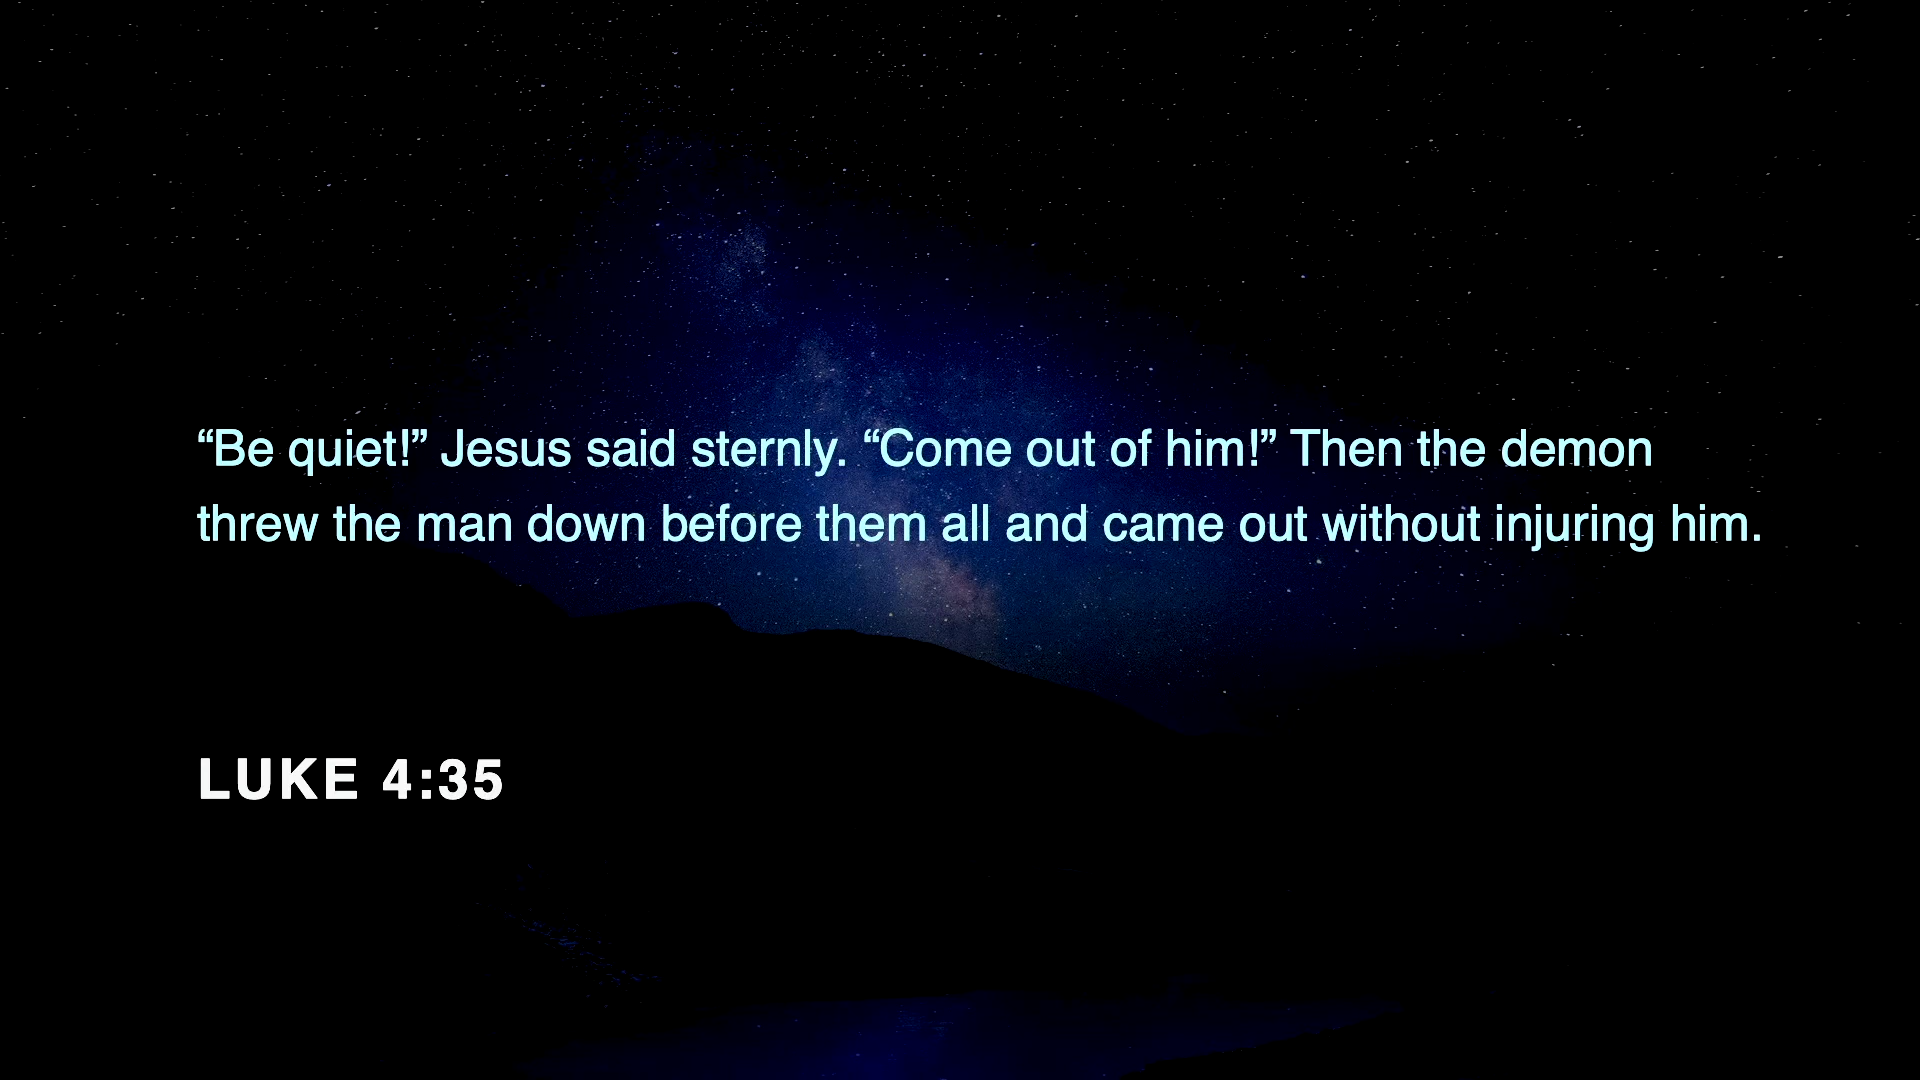 “Be quiet!” Jesus said sternly. “Come out of him!” Then the demon
threw the man down before them all and came out without injuring him.
LUKE 4:35